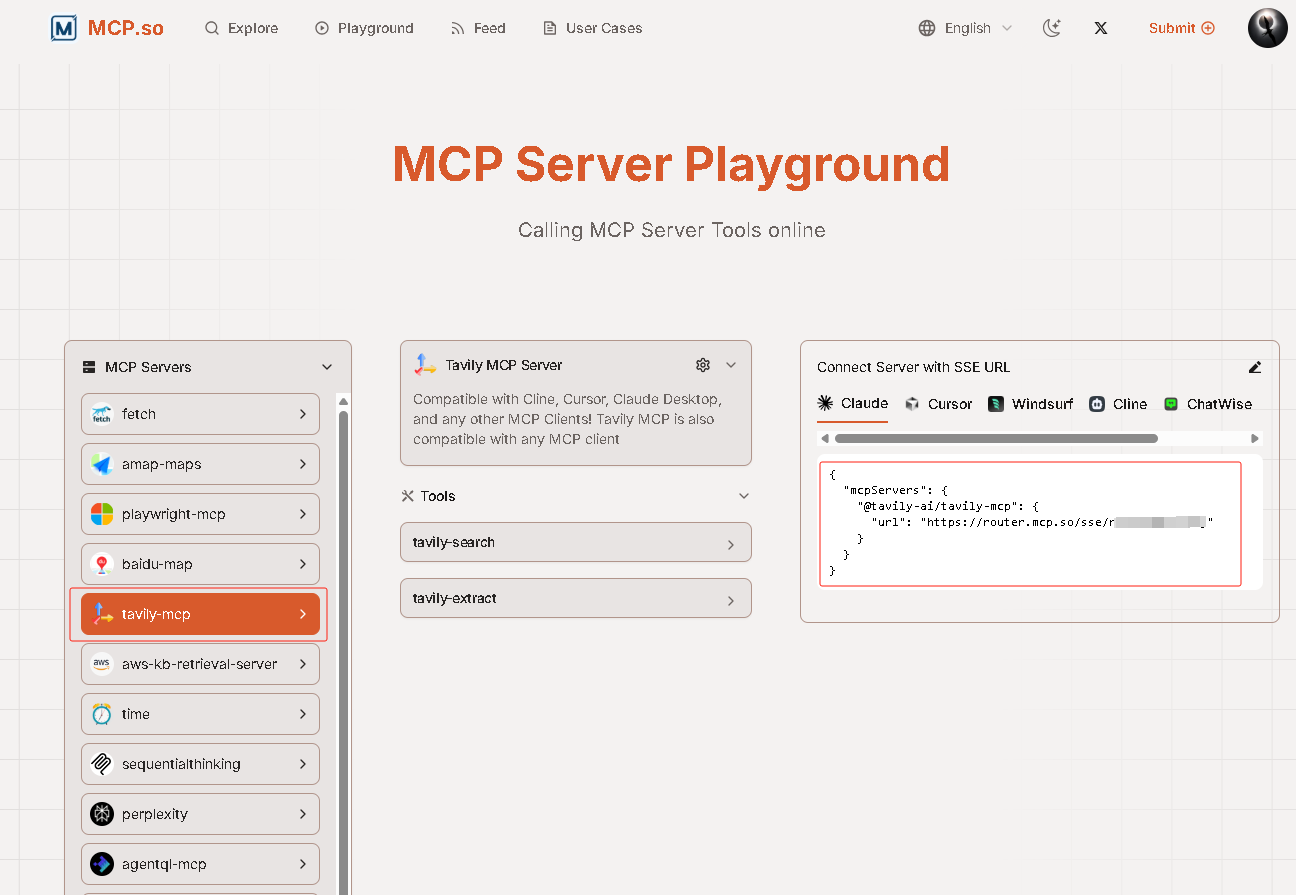 M MCP.so
Explore
Playground
Feed
User Cases
English
Submit
MCP Server Playground
Calling MCP Server Tools online
MCP Servers
fetch fetch
amap-maps
playwright-mcp
baidu-map
tavily-mcp
aws aws-kb-retrieval-server
time
sequentialthinking
perplexity
agentql-mcp
Tavily MCP Server
Compatible with Cline, Cursor, Claude Desktop,
and any other MCP Clients! Tavily MCP is also
compatible with any MCP client
Tools
tavily-search
tavily-extract
Connect Server with SSE URL
Claude
Cursor
Windsurf
Cline
ChatWise
{
"mcpServers": {
"@tavily-ai/tavily-mcp": {
"url": "https://router.mcp.so/sse/r"
}
}
}